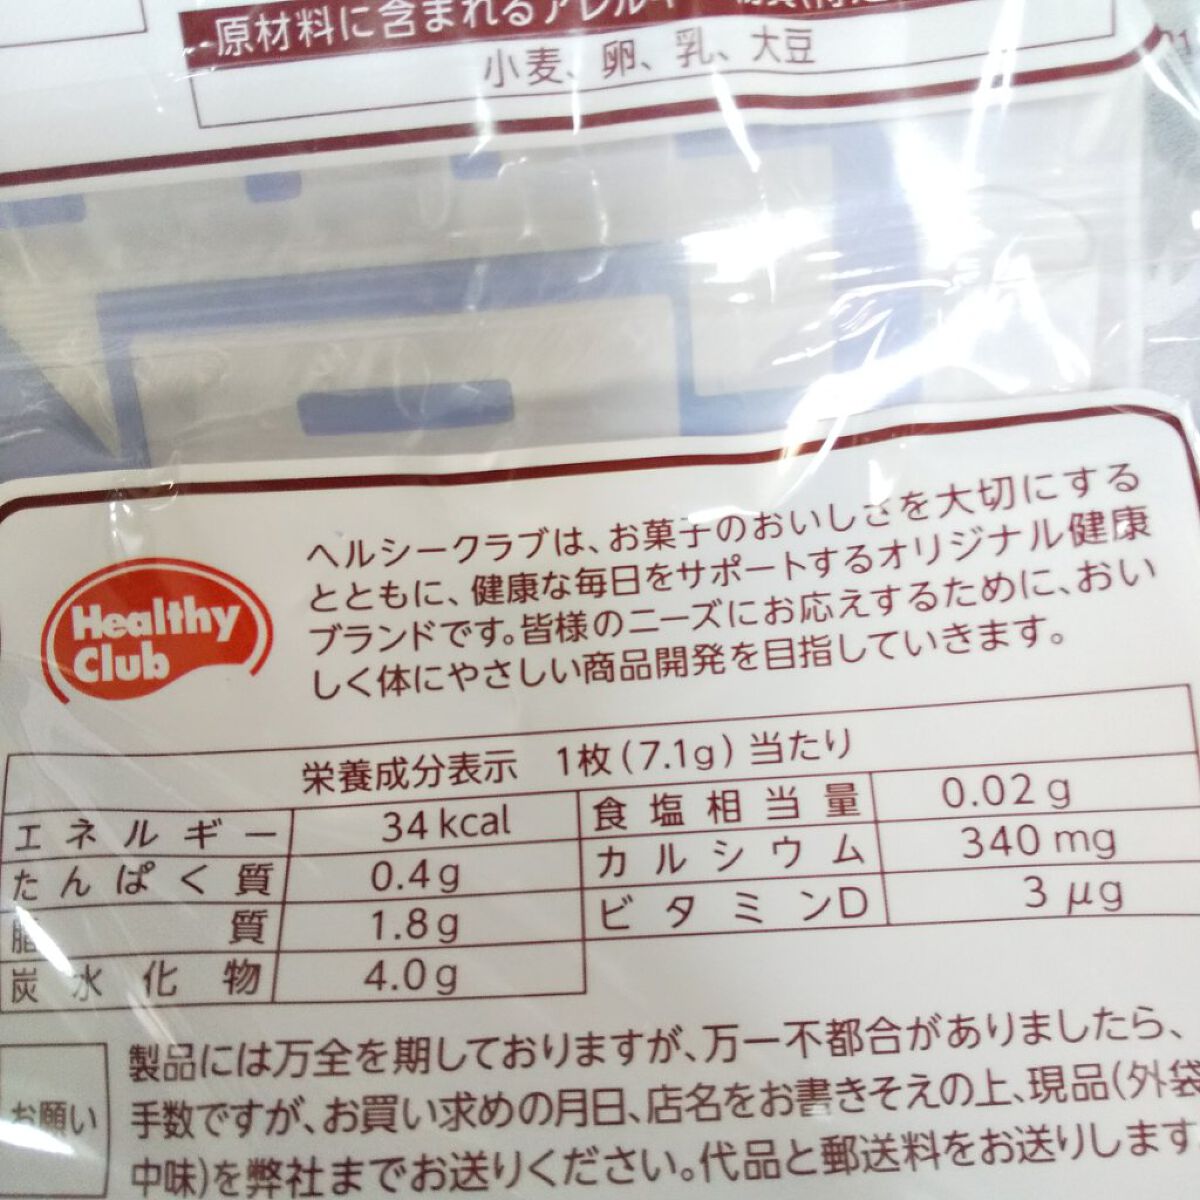 原材料に含まれるアレルギー物質
小麦、卵、乳、大豆
Healthy
Club
ヘルシークラブは、お菓子のおいしさを大切にする
とともに、健康な毎日をサポートするオリジナル健康
ブランドです。皆様のニーズにお応えするために、おい
しく体にやさしい商品開発を目指していきます。
栄養成分表示 1枚(7.1g)当たり
エネルギー 34kcal 食塩相当量 0.02g
たんぱく質 0.4g カルシウム 340mg
脂質 1.8g ビタミンD 3μg
炭水化物 4.0g
お願い
製品には万全を期しておりますが、万一不都合がありましたら、
手数ですが、お買い求めの月日、店名をお書きそえの上、現品(外袋
中味)を弊社までお送りください。代品と郵送料をお送りします